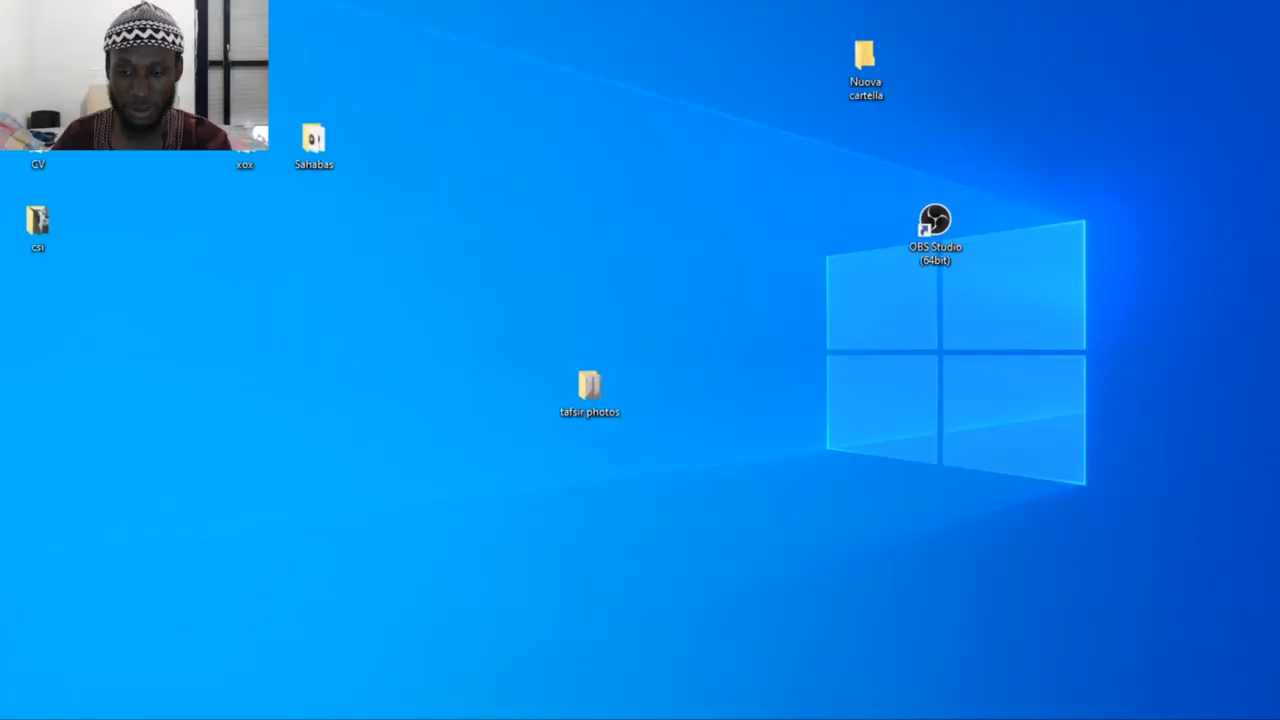 Nuova
cartella
CV
xox
Sahabas
csi
OBS Studio
(64bit)
tafsir photos